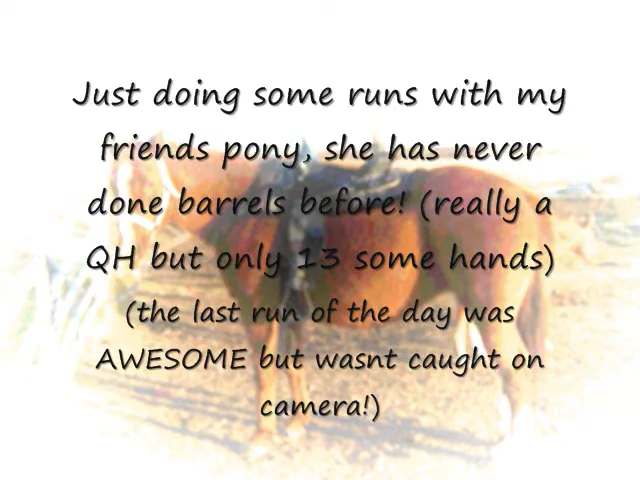 Just doing some runs with my
friends pony, she has never
done barrels before! (really a
QH but only 13 some hands)
(the last run of the day was
AWESOME but wasnt caught on
camera!)